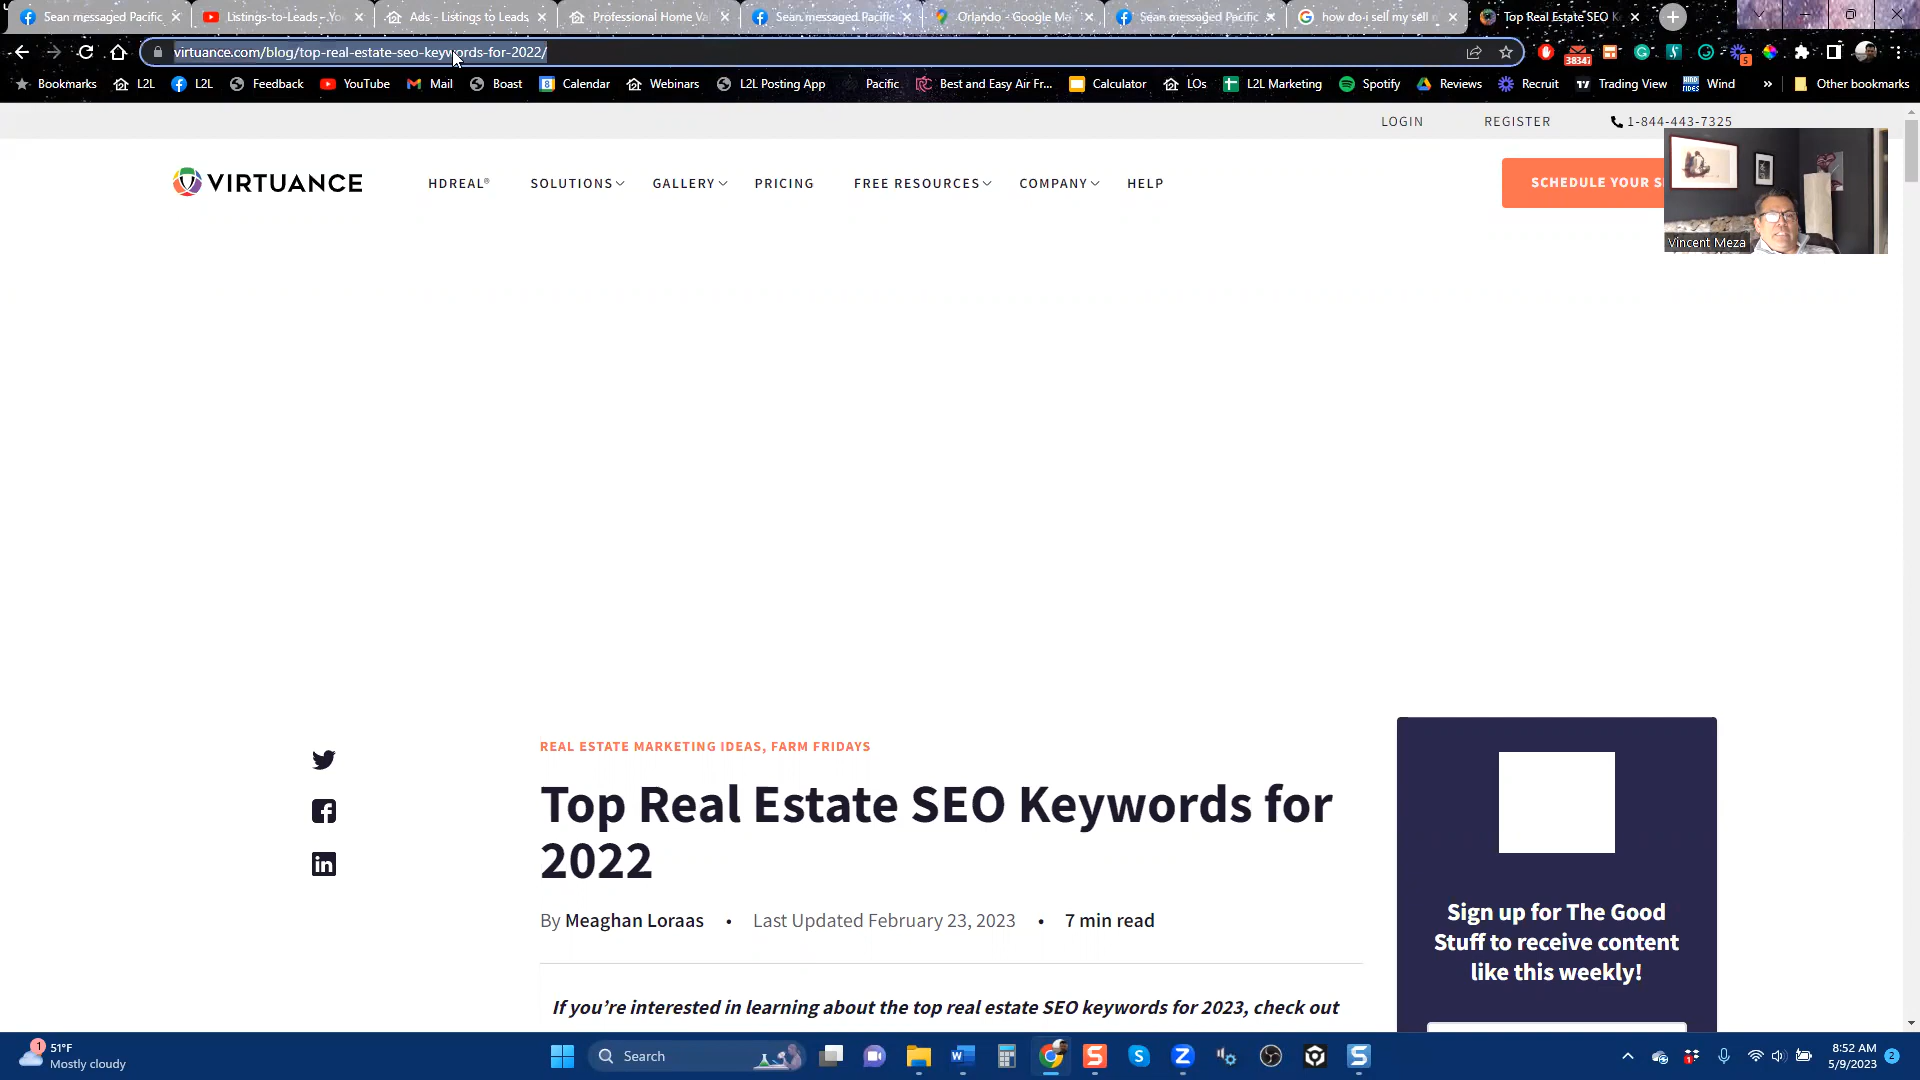 Sean messaged Pacific
Listings-to-Leads - Yo
Ads - Listings to Leads
Professional Home Va
Sean messaged Pacific
Orlando - Google Ma
Sean messaged Pacific
how do i sell my sell
Top Real Estate SEO K
virtuance.com/blog/top-real-estate-seo-keywords-for-2022/
38347
5
Bookmarks
L2L
L2L
Feedback
YouTube
Mail
Boast
8
Calendar
Webinars
L2L Posting App
Pacific
Best and Easy Air Fr...
Calculator
LOs
L2L Marketing
Spotify
Reviews
Recruit
Trading View
Wind
»
Other bookmarks
LOGIN
REGISTER
1-844-443-7325
VIRTUANCE
HDREAL®
SOLUTIONS
GALLERY
PRICING
FREE RESOURCES
COMPANY
HELP
SCHEDULE YOUR S
Vincent Meza
REAL ESTATE MARKETING IDEAS, FARM FRIDAYS
Top Real Estate SEO Keywords for
2022
By Meaghan Loraas • Last Updated February 23, 2023 • 7 min read
If you’re interested in learning about the top real estate SEO keywords for 2023, check out
Sign up for The Good
Stuff to receive content
like this weekly!
1
51°F
Mostly cloudy
Search
1
8:52 AM
5/9/2023
2